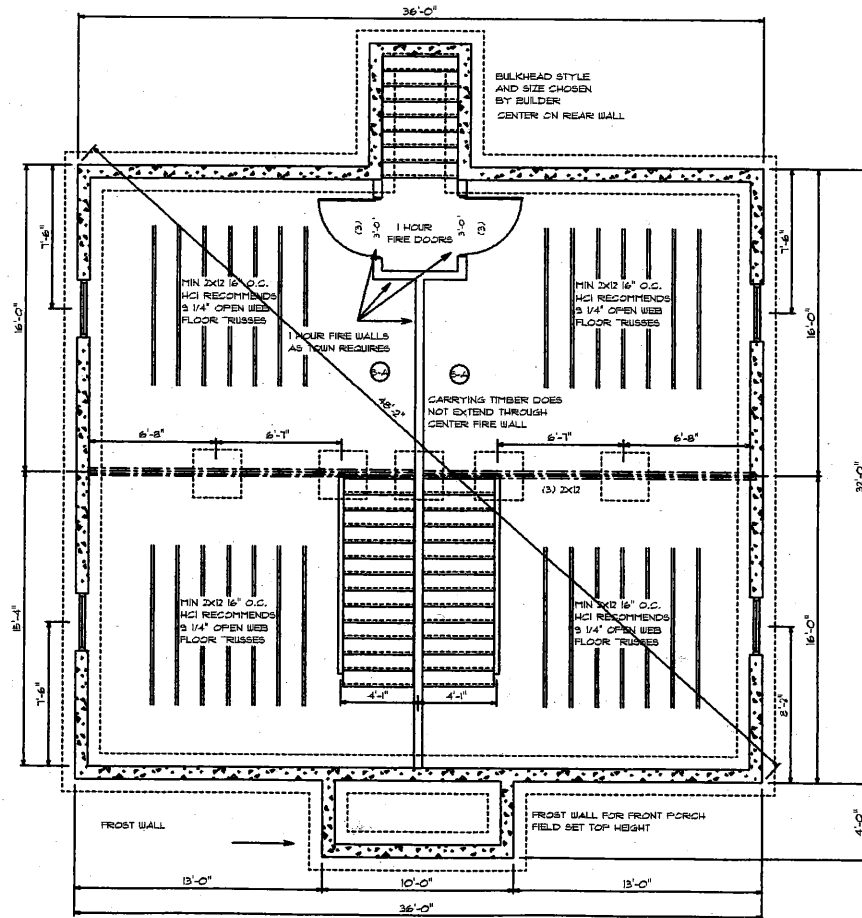 36'-0"
BULKHEAD STYLE
AND SIZE CHOSEN
BY BUILDER
CENTER ON REAR WALL
7'-6"
16'-0"
(3)
3'-0"
1 HOUR
FIRE DOORS
3'-0"
(3)
7'-6"
16'-0"
MIN 2X12 16" O.C.
HCI RECOMMENDS
9 1/4" OPEN WEB
FLOOR TRUSSES
MIN 2X12 16" O.C.
HCI RECOMMENDS
9 1/4" OPEN WEB
FLOOR TRUSSES
1 HOUR FIRE WALLS
AS TOWN REQUIRES
S-A
S-A
48'-2"
CARRYING TIMBER DOES
NOT EXTEND THROUGH
CENTER FIRE WALL
6'-8"
6'-7"
6'-7"
6'-8"
(3) 2X12
32'-0"
MIN 2X12 16" O.C.
HCI RECOMMENDS
9 1/4" OPEN WEB
FLOOR TRUSSES
MIN 2X12 16" O.C.
HCI RECOMMENDS
9 1/4" OPEN WEB
FLOOR TRUSSES
15'-4"
7'-6"
4'-1"
4'-1"
16'-0"
FROST WALL
FROST WALL FOR FRONT PORCH
FIELD SET TOP HEIGHT
4'-0"
13'-0"
10'-0"
13'-0"
36'-0"